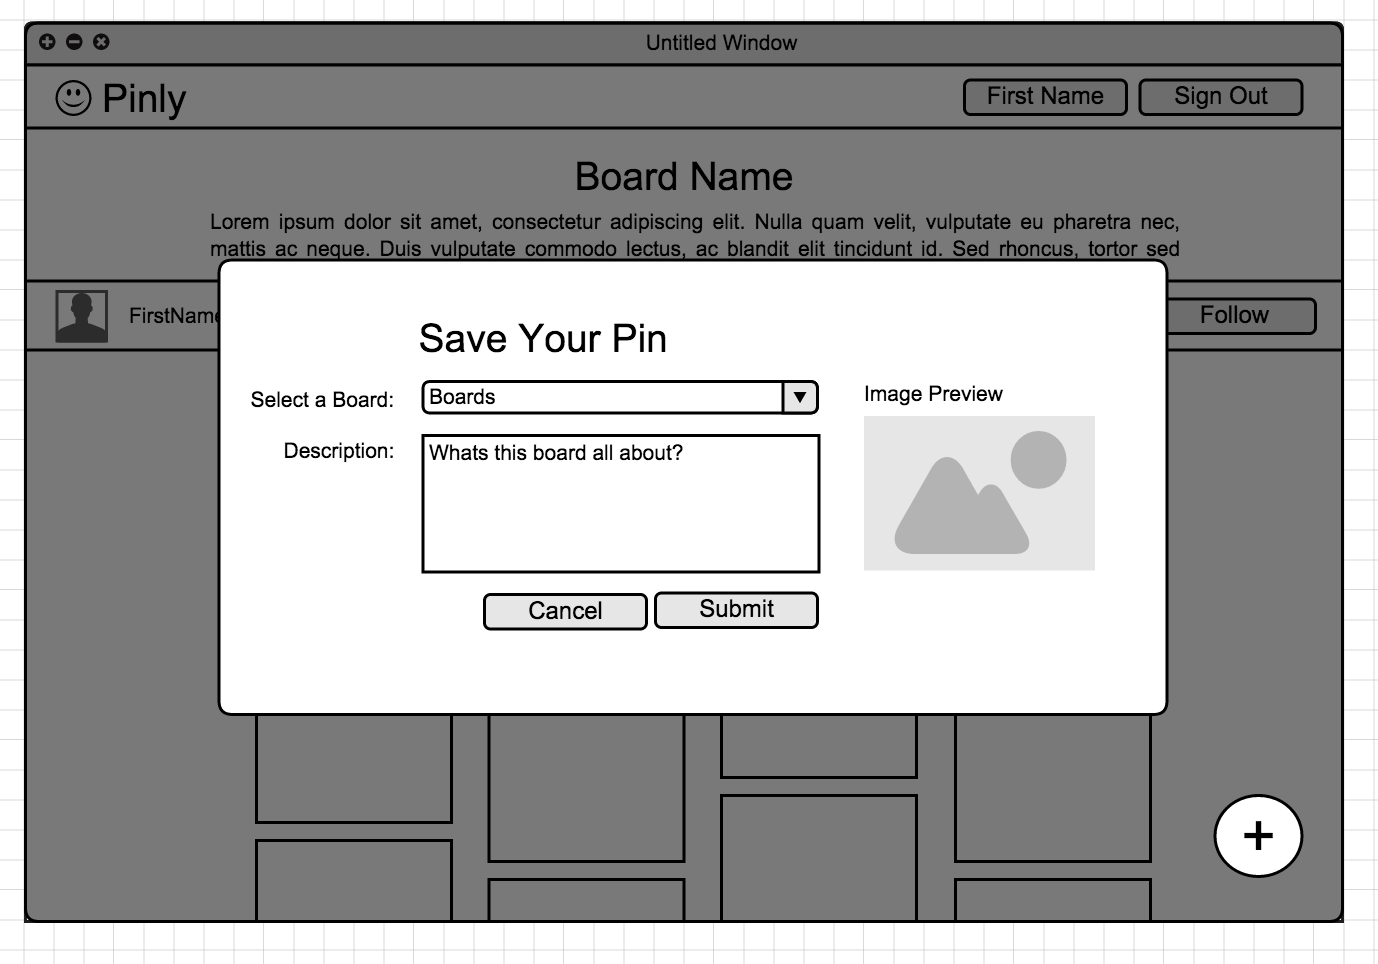 Untitled Window
Pinly
First Name
Sign Out
Board Name
Lorem ipsum dolor sit amet, consectetur adipiscing elit. Nulla quam velit, vulputate eu pharetra nec,
mattis ac neque. Duis vulputate commodo lectus, ac blandit elit tincidunt id. Sed rhoncus, tortor sed
FirstName
Follow
Save Your Pin
Select a Board:
Boards
Image Preview
Description:
Whats this board all about?
Cancel
Submit
+